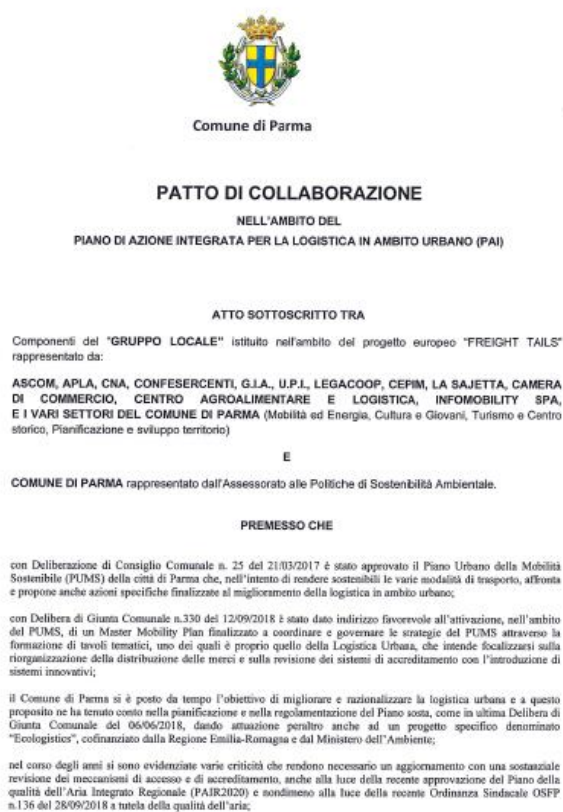 Comune di Parma
PATTO DI COLLABORAZIONE
NELL'AMBITO DEL
PIANO DI AZIONE INTEGRATA PER LA LOGISTICA IN AMBITO URBANO (PAI)
ATTO SOTTOSCRITTO TRA
Componenti del "GRUPPO LOCALE" istituito nell'ambito del progetto europeo "FREIGHT TAILS"
rappresentato da:
ASCOM, APLA, CNA, CONFESERCENTI, G.I.A., U.P.I., LEGACOOP, CEPIM, LA SAJETTA, CAMERA
DI COMMERCIO, CENTRO AGROALIMENTARE E LOGISTICA, INFOMOBILITY SPA,
E I VARI SETTORI DEL COMUNE DI PARMA (Mobilità ed Energia, Cultura e Giovani, Turismo e Centro
storico, Pianificazione e sviluppo territorio)
E
COMUNE DI PARMA rappresentato dall'Assessorato alle Politiche di Sostenibilità Ambientale.
PREMESSO CHE
con Deliberazione di Consiglio Comunale n. 25 del 21/03/2017 è stato approvato il Piano Urbano della Mobilità
Sostenibile (PUMS) della città di Parma che, nell'intento di rendere sostenibili le varie modalità di trasporto, affronta
e propone anche azioni specifiche finalizzate al miglioramento della logistica in ambito urbano;
con Delibera di Giunta Comunale n.330 del 12/09/2018 è stato dato indirizzo favorevole all'attivazione, nell'ambito
del PUMS, di un Master Mobility Plan finalizzato a coordinare e governare le strategie del PUMS attraverso la
formazione di tavoli tematici, uno dei quali è proprio quello della Logistica Urbana, che intende focalizzarsi sulla
riorganizzazione della distribuzione delle merci e sulla revisione dei sistemi di accreditamento con l'introduzione di
sistemi innovativi;
il Comune di Parma si è posto da tempo l'obiettivo di migliorare e razionalizzare la logistica urbana e a questo
proposito ne ha tenuto conto nella pianificazione e nella regolamentazione del Piano sosta, come in ultima Delibera di
Giunta Comunale del 06/06/2018, dando attuazione peraltro anche ad un progetto specifico denominato
"Ecologistics", cofinanziato dalla Regione Emilia-Romagna e dal Ministero dell'Ambiente;
nel corso degli anni si sono evidenziate varie criticità che rendono necessario un aggiornamento con una sostanziale
revisione dei meccanismi di accesso e di accreditamento, anche alla luce della recente approvazione del Piano della
qualità dell'Aria Integrato Regionale (PAIR2020) e nondimeno alla luce della recente Ordinanza Sindacale OSFP
n.136 del 28/09/2018 a tutela della qualità dell'aria;